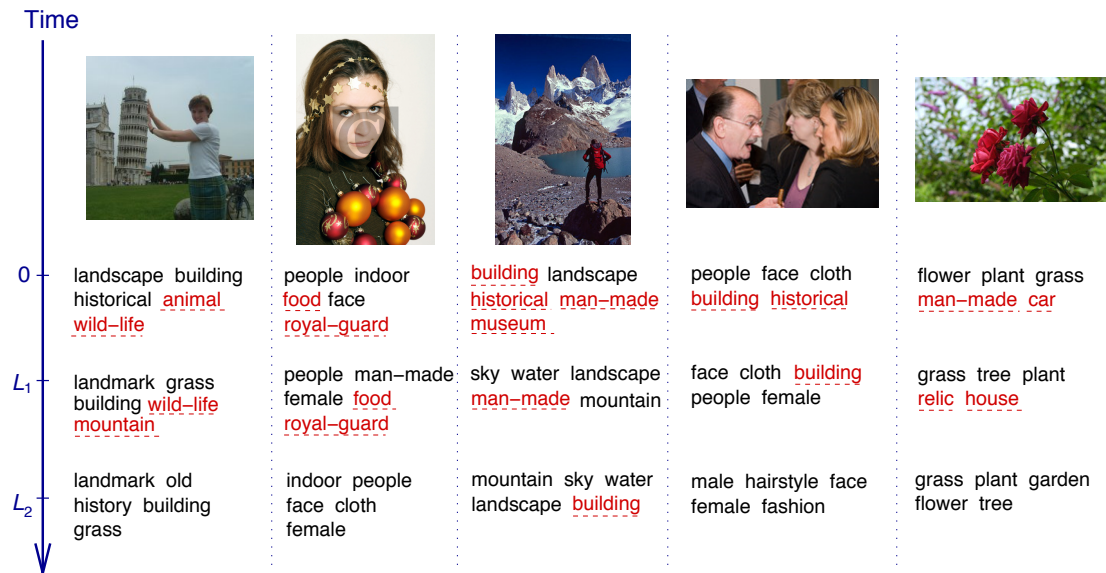 Time
0
landscape building
historical animal
wild-life
people indoor
food face
royal-guard
building landscape
historical man-made
museum
people face cloth
building historical
flower plant grass
man-made car
L1
landmark grass
building wild-life
mountain
people man-made
female food
royal-guard
sky water landscape
man-made mountain
face cloth building
people female
grass tree plant
relic house
L2
landmark old
history building
grass
indoor people
face cloth
female
mountain sky water
landscape building
male hairstyle face
female fashion
grass plant garden
flower tree